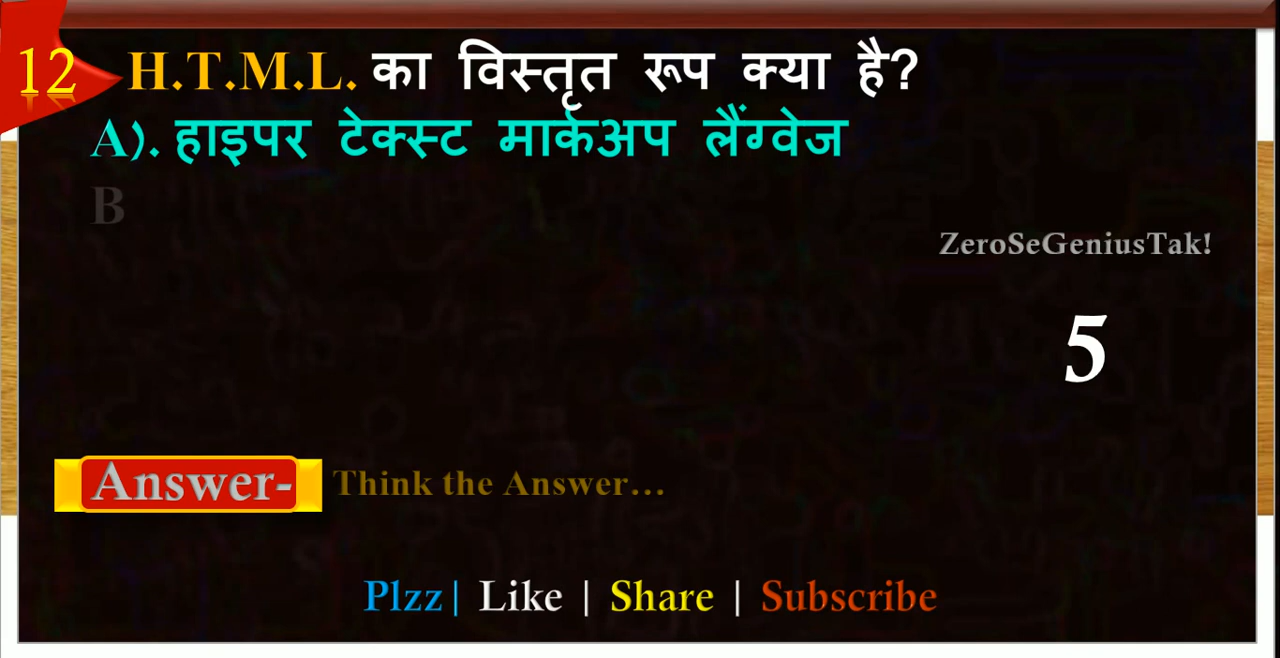 12 H.T.M.L. का विस्तृत रूप क्या है?
A). हाइपर टेक्स्ट मार्कअप लैंग्वेज
B
ZeroSeGeniusTak!
5
Answer- Think the Answer...
Plzz| Like | Share | Subscribe